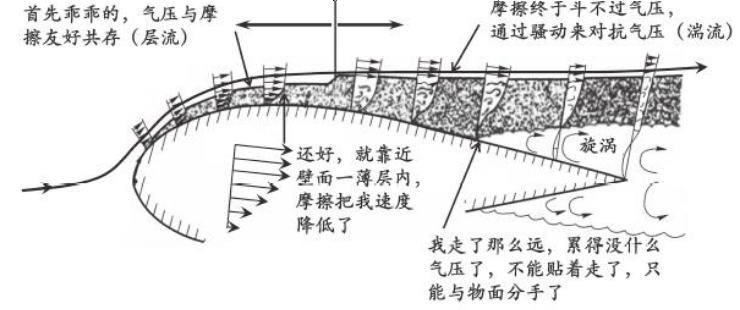 首先乖乖的，气压与摩
擦友好共存（层流）
摩擦终于斗不过气压，
通过骚动来对抗气压（湍流）
还好，就靠近
壁面一薄层内，
摩擦把我速度
降低了
旋涡
我走了那么远，累得没什么
气压了，不能贴着走了，只
能与物面分手了